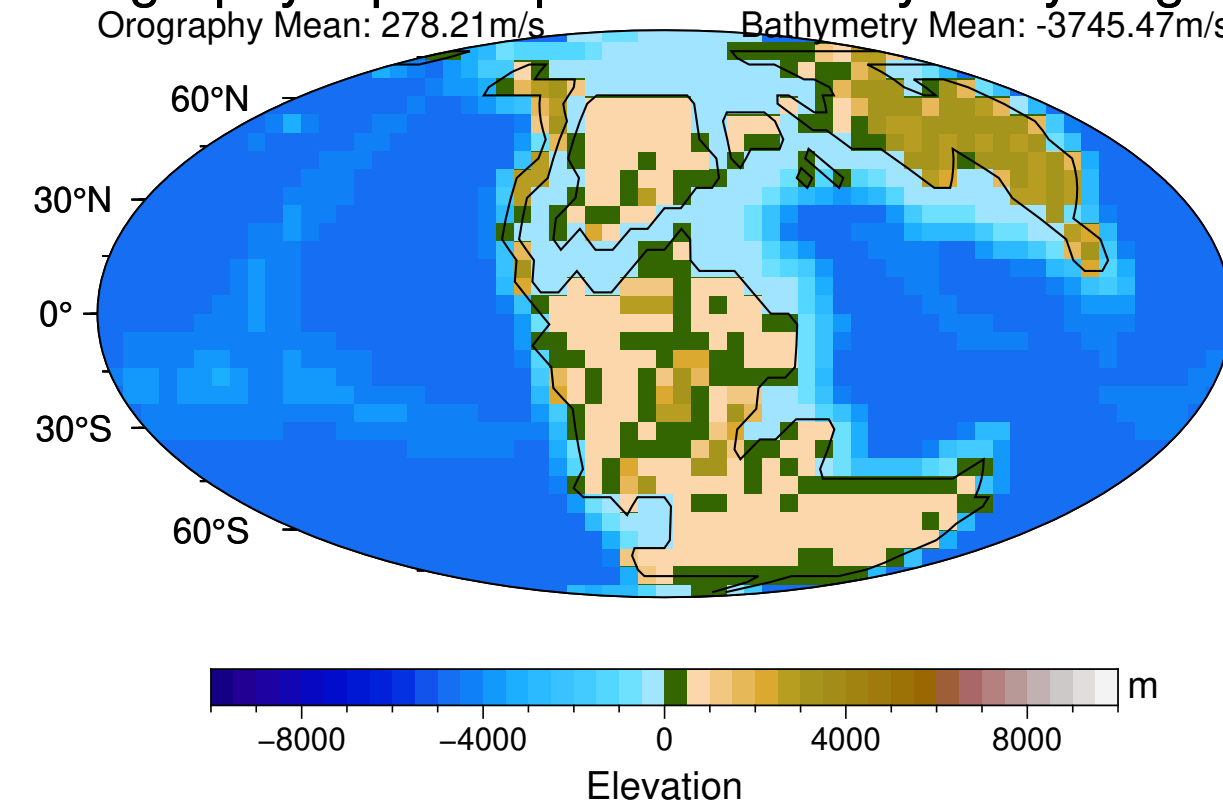 Orography Mean: 278.21m/s Bathymetry Mean: -3745.47m/s
60°N
30°N
0°
30°S
60°S
m
−8000 −4000 0 4000 8000
Elevation